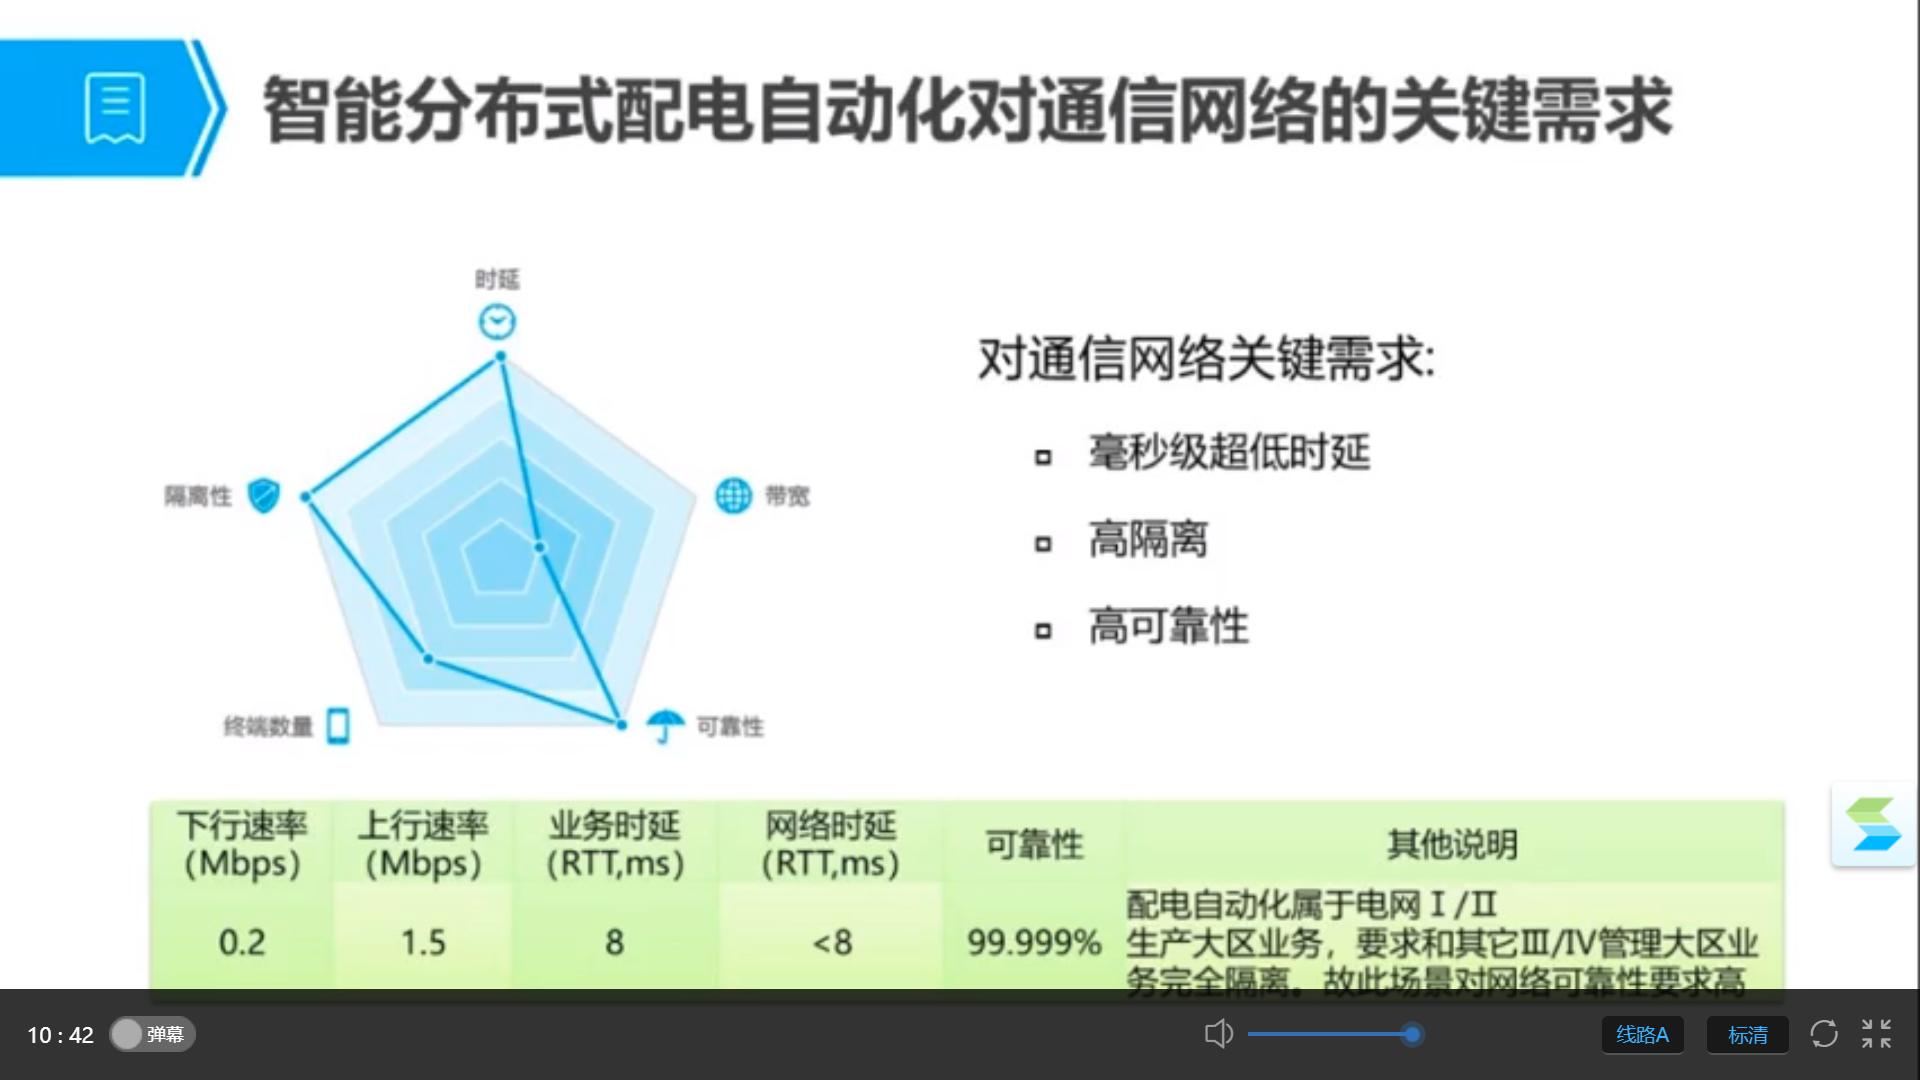 智能分布式配电自动化对通信网络的关键需求
时延
隔离性
带宽
终端数量
可靠性
对通信网络关键需求:
毫秒级超低时延
高隔离
高可靠性
下行速率
(Mbps)
上行速率
(Mbps)
业务时延
(RTT,ms)
网络时延
(RTT,ms)
可靠性
其他说明
0.2
1.5
8
<8
99.999%
配电自动化属于电网Ⅰ/Ⅱ
生产大区业务，要求和其它Ⅲ/Ⅳ管理大区业
务完全隔离。故此场景对网络可靠性要求高
10 : 42
弹幕
线路A
标清